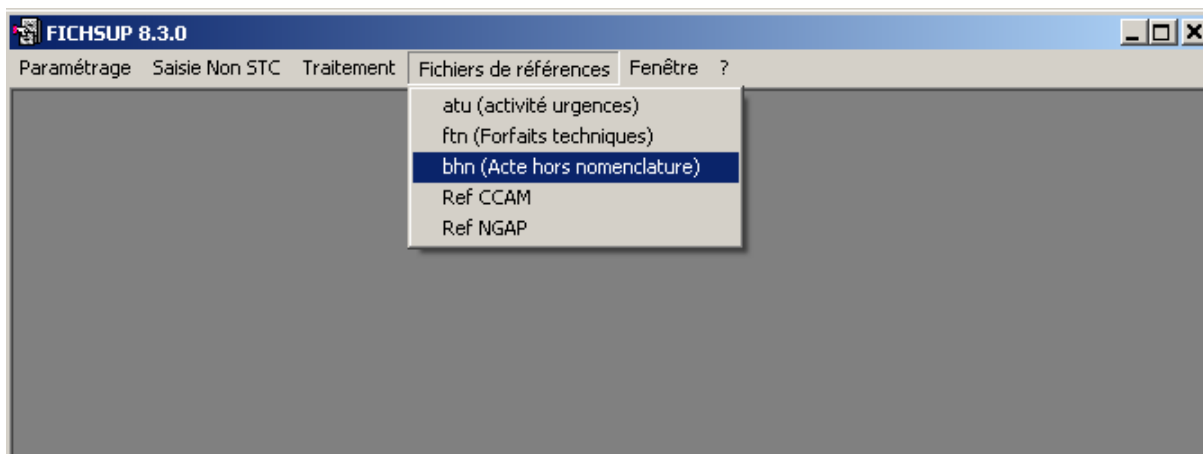 FICHSUP 8.3.0
Paramétrage Saisie Non STC Traitement Fichiers de références Fenêtre ?
atu (activité urgences)
ftn (Forfaits techniques)
bhn (Acte hors nomenclature)
Ref CCAM
Ref NGAP